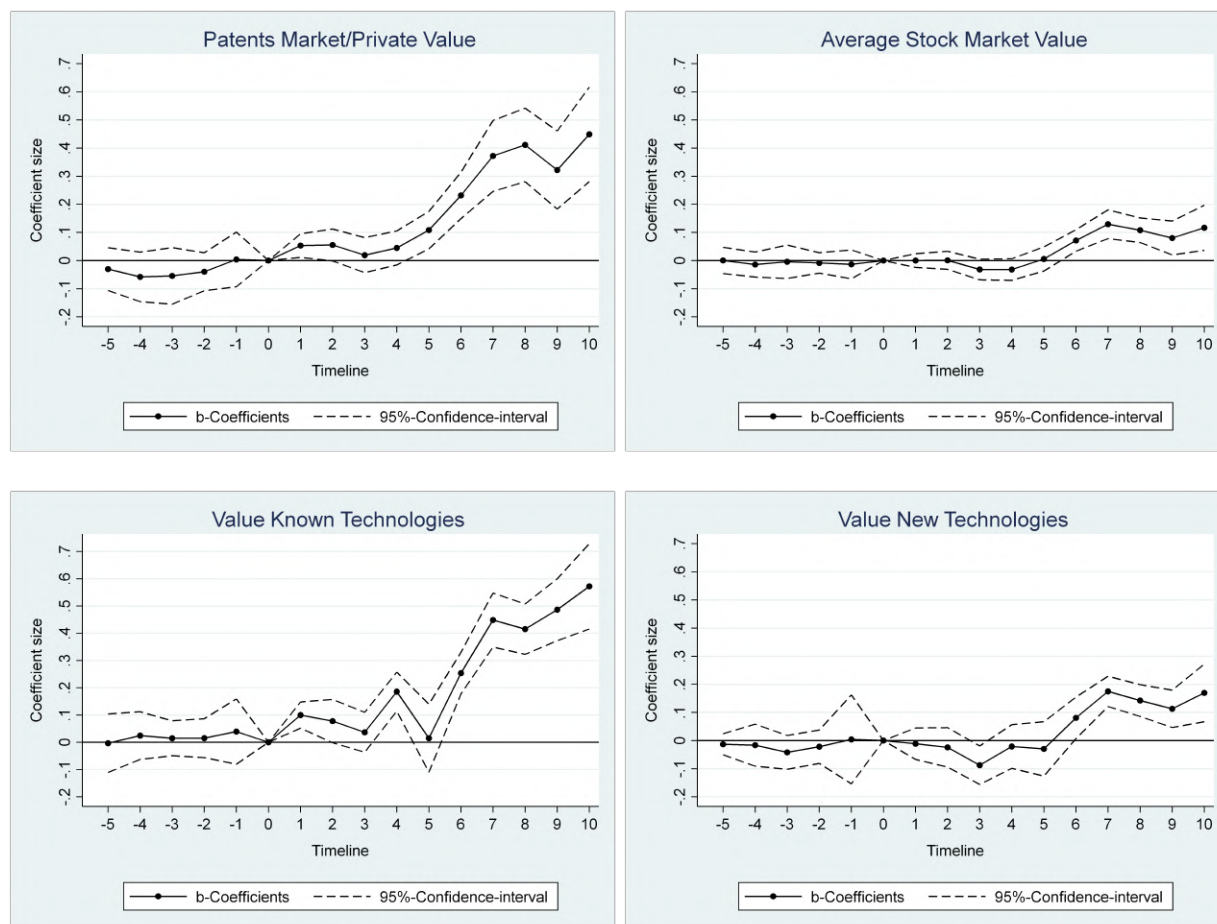 Patents Market/Private Value
Coefficient size
.7
.6
.5
.4
.3
.2
.1
0
-.1
-.2
-5 -4 -3 -2 -1 0 1 2 3 4 5 6 7 8 9 10
Timeline
b-Coefficients 95%-Confidence-interval
Average Stock Market Value
Coefficient size
.7
.6
.5
.4
.3
.2
.1
0
-.1
-.2
-5 -4 -3 -2 -1 0 1 2 3 4 5 6 7 8 9 10
Timeline
b-Coefficients 95%-Confidence-interval
Value Known Technologies
Coefficient size
.7
.6
.5
.4
.3
.2
.1
0
-.1
-.2
-5 -4 -3 -2 -1 0 1 2 3 4 5 6 7 8 9 10
Timeline
b-Coefficients 95%-Confidence-interval
Value New Technologies
Coefficient size
.7
.6
.5
.4
.3
.2
.1
0
-.1
-.2
-5 -4 -3 -2 -1 0 1 2 3 4 5 6 7 8 9 10
Timeline
b-Coefficients 95%-Confidence-interval